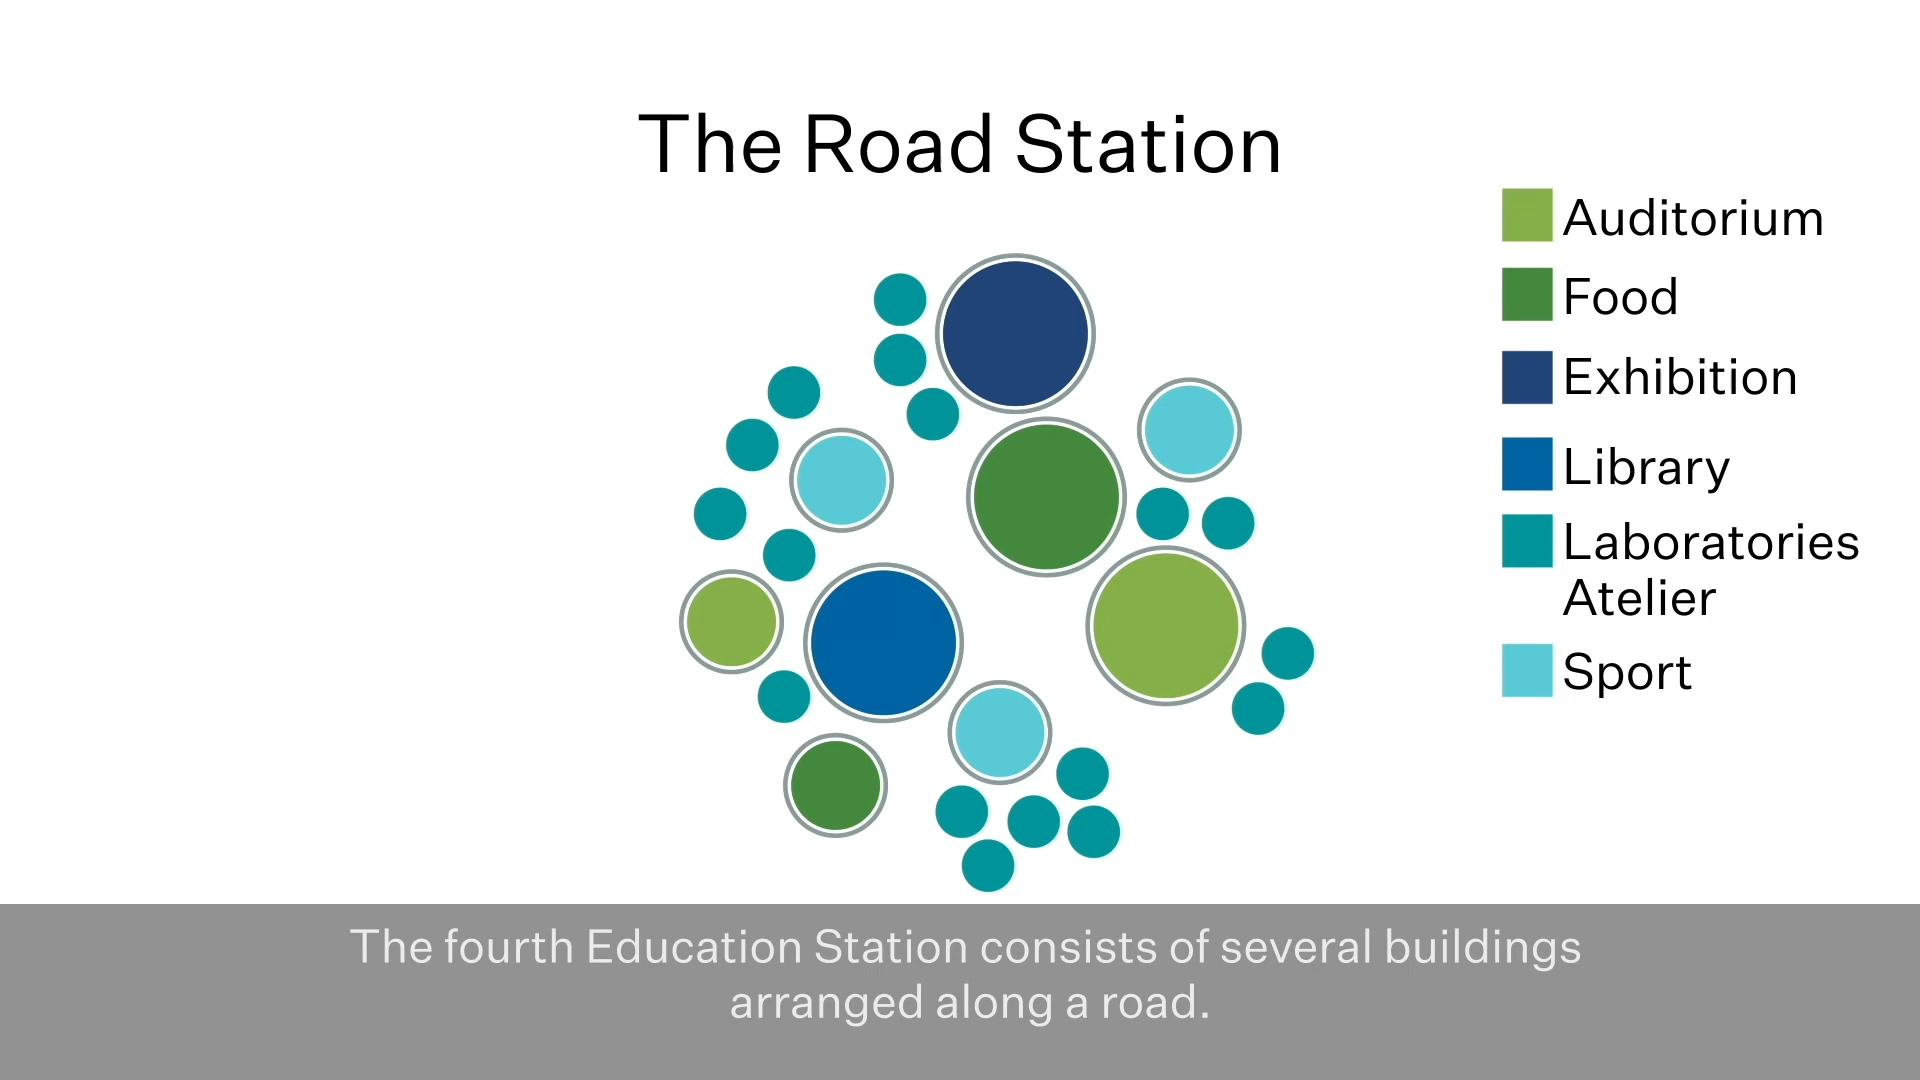 The Road Station
Auditorium
Food
Exhibition
Library
Laboratories
Atelier
Sport
The fourth Education Station consists of several buildings
arranged along a road.